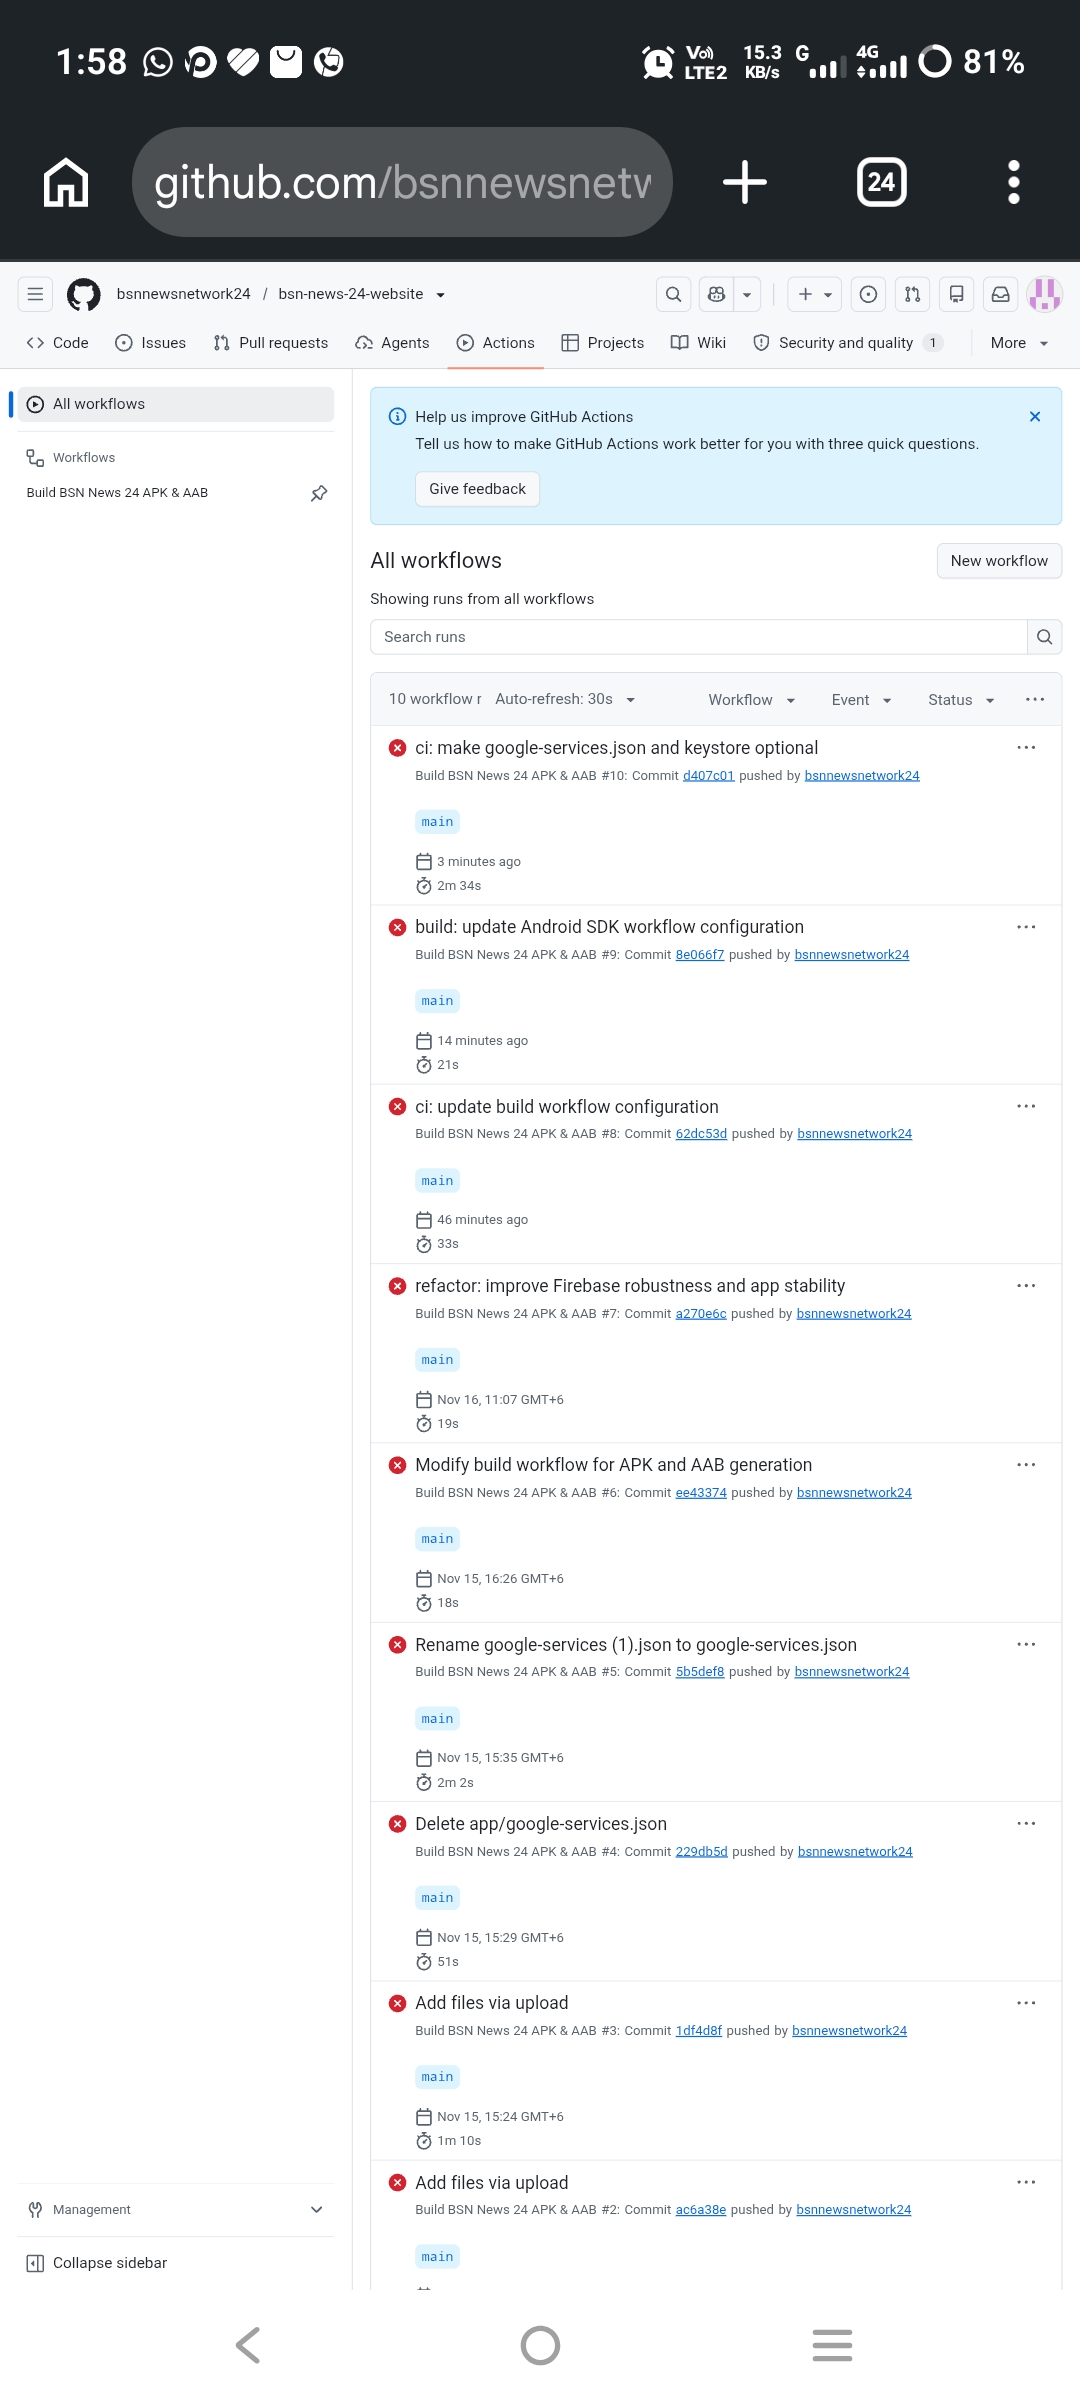 1:58
Vo))
LTE2
15.3
KB/s
G
4G
81%
github.com/bsnnewsnetw
24
bsnnewsnetwork24 / bsn-news-24-website
Code
Issues
Pull requests
Agents
Actions
Projects
Wiki
Security and quality 1
More
All workflows
Workflows
Build BSN News 24 APK & AAB
Help us improve GitHub Actions
Tell us how to make GitHub Actions work better for you with three quick questions.
Give feedback
All workflows
New workflow
Showing runs from all workflows
Search runs
10 workflow r Auto-refresh: 30s Workflow Event Status
ci: make google-services.json and keystore optional
Build BSN News 24 APK & AAB #10: Commit d407c01 pushed by bsnnewsnetwork24
main
3 minutes ago
2m 34s
build: update Android SDK workflow configuration
Build BSN News 24 APK & AAB #9: Commit 8e066f7 pushed by bsnnewsnetwork24
main
14 minutes ago
21s
ci: update build workflow configuration
Build BSN News 24 APK & AAB #8: Commit 62dc53d pushed by bsnnewsnetwork24
main
46 minutes ago
33s
refactor: improve Firebase robustness and app stability
Build BSN News 24 APK & AAB #7: Commit a270e6c pushed by bsnnewsnetwork24
main
Nov 16, 11:07 GMT+6
19s
Modify build workflow for APK and AAB generation
Build BSN News 24 APK & AAB #6: Commit ee43374 pushed by bsnnewsnetwork24
main
Nov 15, 16:26 GMT+6
18s
Rename google-services (1).json to google-services.json
Build BSN News 24 APK & AAB #5: Commit 5b5def8 pushed by bsnnewsnetwork24
main
Nov 15, 15:35 GMT+6
2m 2s
Delete app/google-services.json
Build BSN News 24 APK & AAB #4: Commit 229db5d pushed by bsnnewsnetwork24
main
Nov 15, 15:29 GMT+6
51s
Add files via upload
Build BSN News 24 APK & AAB #3: Commit 1df4d8f pushed by bsnnewsnetwork24
main
Nov 15, 15:24 GMT+6
1m 10s
Add files via upload
Build BSN News 24 APK & AAB #2: Commit ac6a38e pushed by bsnnewsnetwork24
main
Management
Collapse sidebar